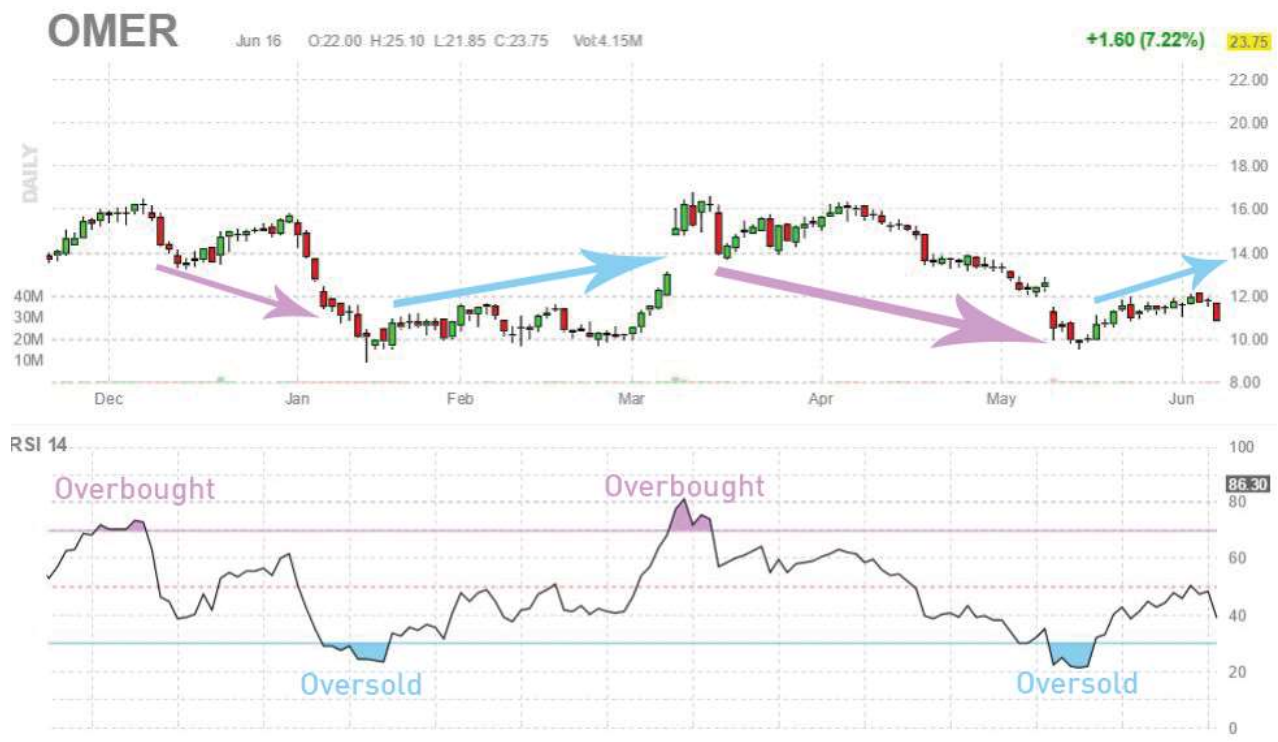 OMER Jun 16 O:22.00 H:25.10 L:21.85 C:23.75 Vol:4.15M +1.60 (7.22%) 23.75
22.00
20.00
DAILY
18.00
16.00
14.00
40M 12.00
30M
20M 10.00
10M
8.00
Dec Jan Feb Mar Apr May Jun
RSI 14 100
Overbought Overbought 86.30
80
60
40
Oversold Oversold
20
0